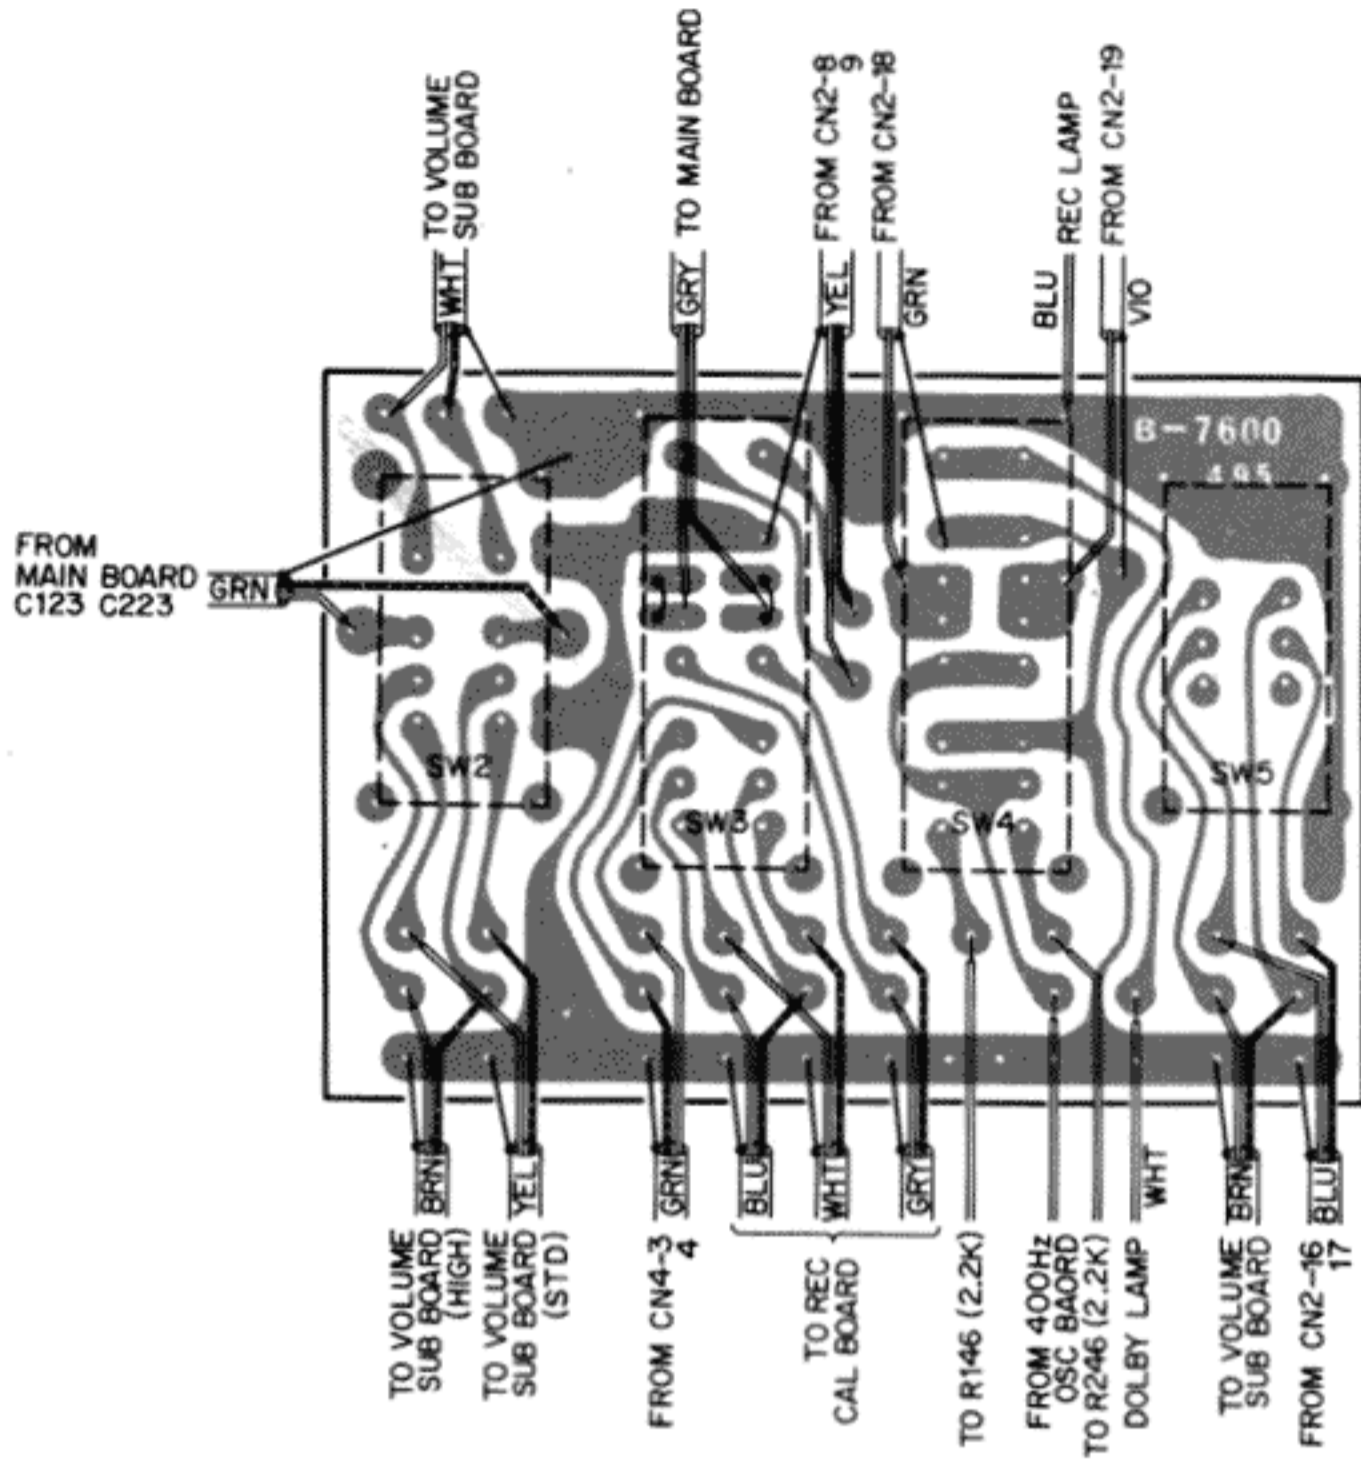 TO VOLUME
SUB BOARD
WHT
TO MAIN BOARD
GRY
FROM CN2-8
9
YEL
FROM CN2-18
GRN
REC LAMP
BLU
FROM CN2-19
VIO
B-7600
495
FROM
MAIN BOARD
C123 C223
GRN
SW2
SW3
SW4
SW5
BRN
TO VOLUME
SUB BOARD
(HIGH)
YEL
TO VOLUME
SUB BOARD
(STD)
GRN
FROM CN4-3
4
BLU
WHT
GRY
TO REC
CAL BOARD
TO R146 (2.2K)
FROM 400Hz
OSC BAORD
TO R246 (2.2K)
DOLBY LAMP
WHT
BRN
TO VOLUME
SUB BOARD
BLU
FROM CN2-16
17